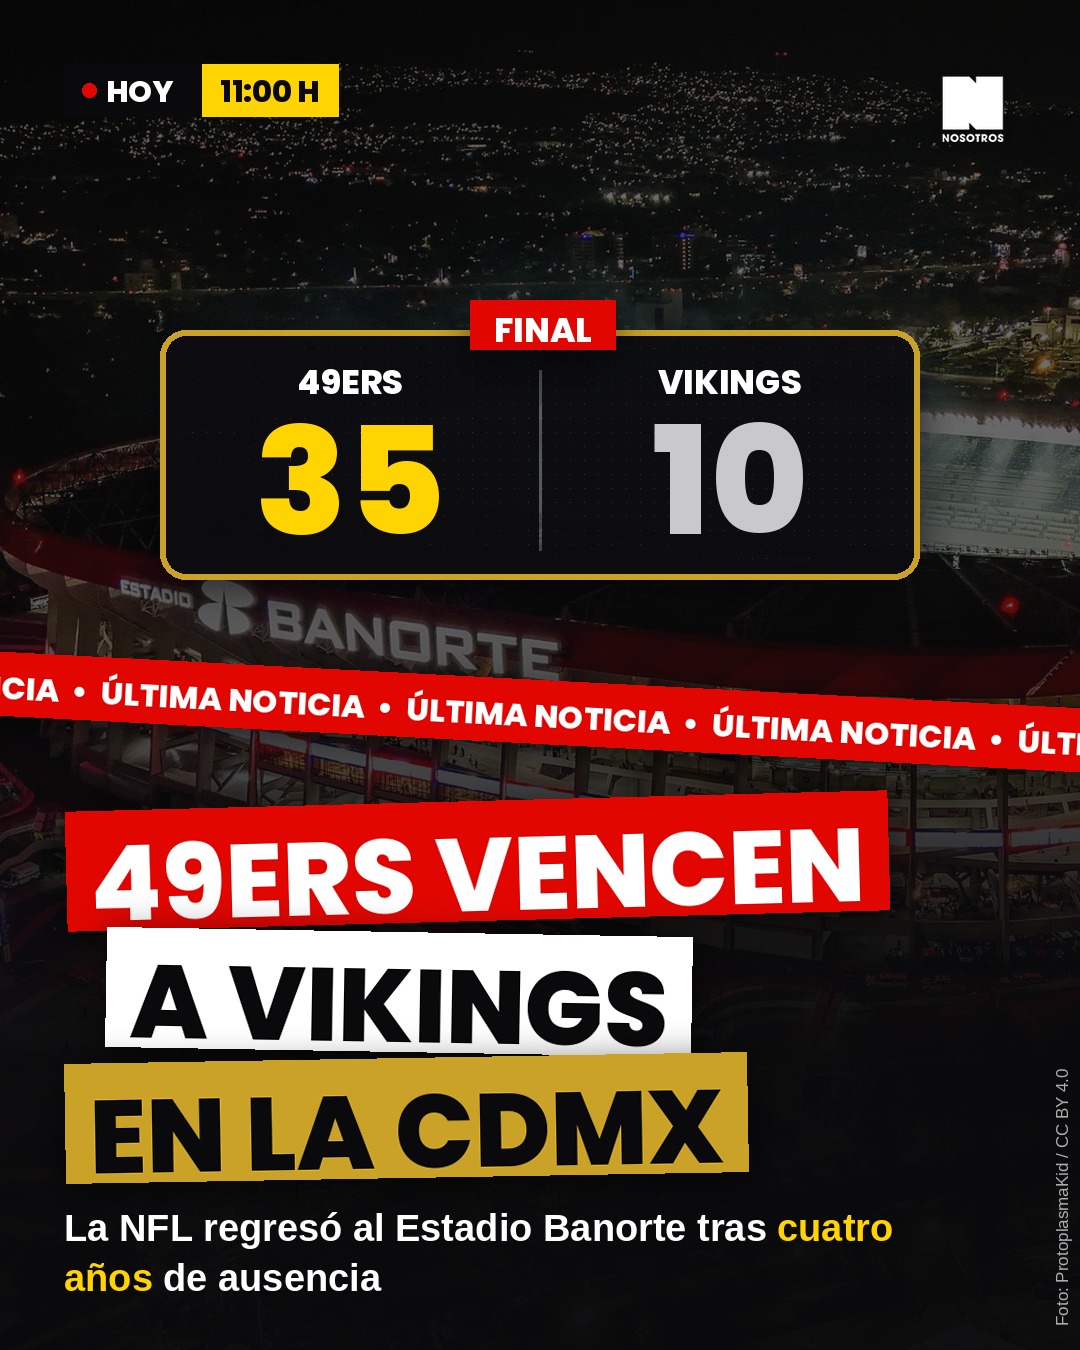 HOY
11:00 H
NOSOTROS
FINAL
49ERS
VIKINGS
35
10
ESTADIO BANORTE
CIA • ÚLTIMA NOTICIA • ÚLTIMA NOTICIA • ÚLTIMA NOTICIA • ÚLTI
49ERS VENCEN
A VIKINGS
EN LA CDMX
La NFL regresó al Estadio Banorte tras cuatro
años de ausencia
Foto: ProtoplasmaKid / CC BY 4.0